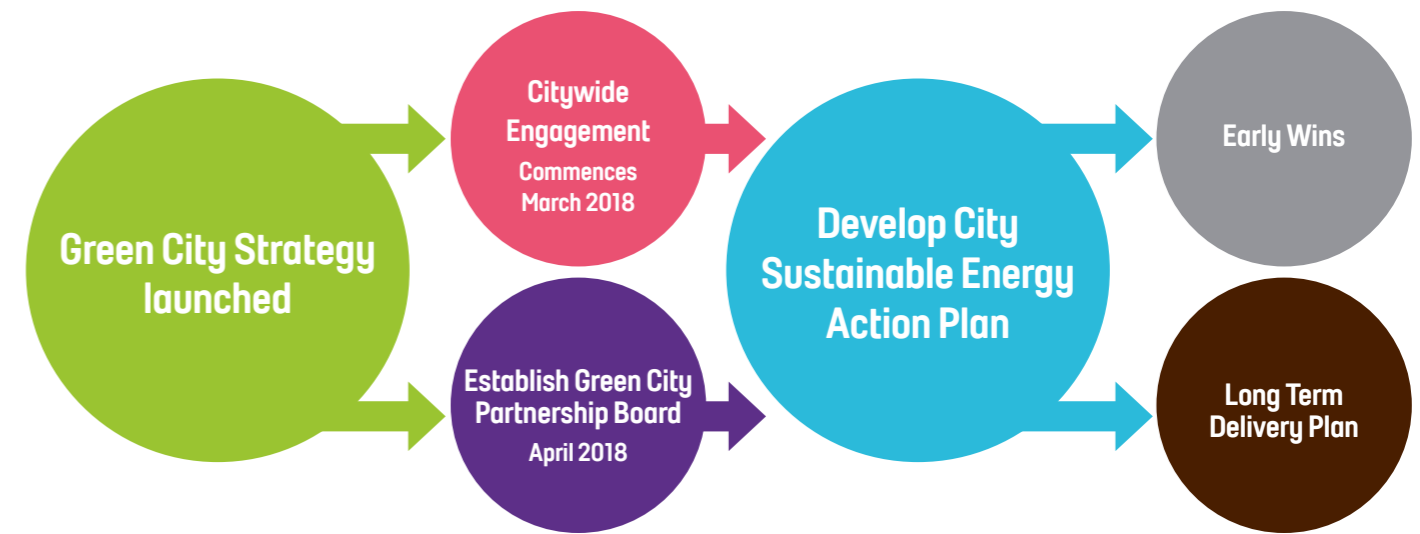 Green City Strategy
launched
Citywide
Engagement
Commences
March 2018
Establish Green City
Partnership Board
April 2018
Develop City
Sustainable Energy
Action Plan
Early Wins
Long Term
Delivery Plan